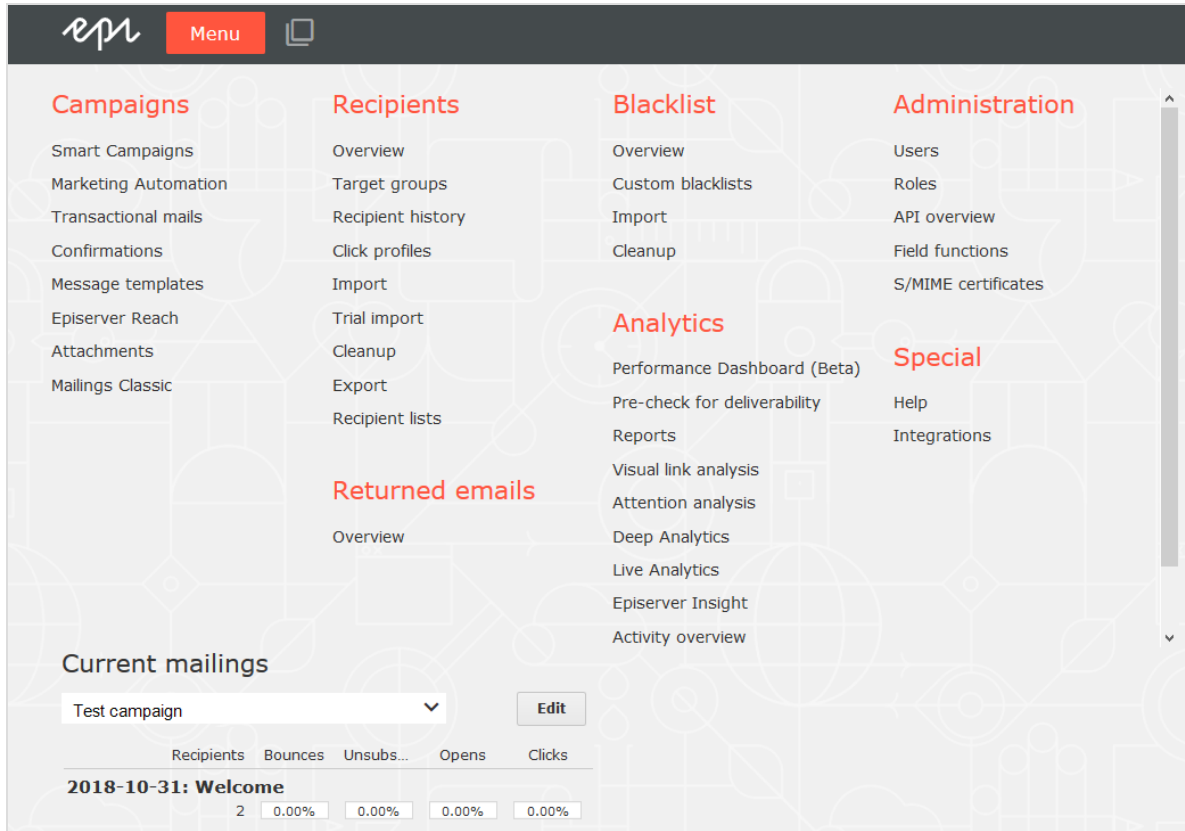 epi
Menu
Campaigns
Smart Campaigns
Marketing Automation
Transactional mails
Confirmations
Message templates
Episerver Reach
Attachments
Mailings Classic
Recipients
Overview
Target groups
Recipient history
Click profiles
Import
Trial import
Cleanup
Export
Recipient lists
Returned emails
Overview
Blacklist
Overview
Custom blacklists
Import
Cleanup
Analytics
Performance Dashboard (Beta)
Pre-check for deliverability
Reports
Visual link analysis
Attention analysis
Deep Analytics
Live Analytics
Episerver Insight
Activity overview
Administration
Users
Roles
API overview
Field functions
S/MIME certificates
Special
Help
Integrations
Current mailings
Test campaign Edit
Recipients Bounces Unsubs... Opens Clicks
2018-10-31: Welcome
2 0.00% 0.00% 0.00% 0.00%